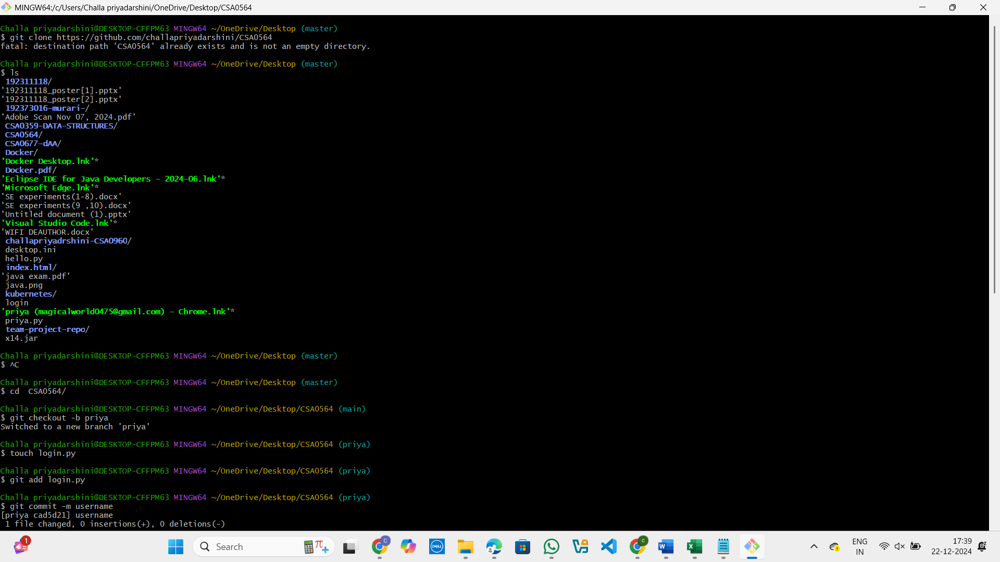 MINGW64:/c/Users/Challa priyadarshini/OneDrive/Desktop/CSA0564
Challa priyadarshini@DESKTOP-CFFPM63 MINGW64 ~/OneDrive/Desktop (master)
$ git clone https://github.com/challapriyadarshini/CSA0564
fatal: destination path 'CSA0564' already exists and is not an empty directory.
Challa priyadarshini@DESKTOP-CFFPM63 MINGW64 ~/OneDrive/Desktop (master)
$ ls
192311118/
'192311118_poster[1].pptx'
'192311118_poster[2].pptx'
192373016-murari-/
'Adobe Scan Nov 07, 2024.pdf'
CSA0359-DATA-STRUCTURES/
CSA0564/
CSA0677-dAA/
Docker/
'Docker Desktop.lnk'*
Docker.pdf/
'Eclipse IDE for Java Developers - 2024-06.lnk'*
'Microsoft Edge.lnk'*
'SE experiments(1-8).docx'
'SE experiments(9 ,10).docx'
'Untitled document (1).pptx'
'Visual Studio Code.lnk'*
'WIFI DEAUTHOR.docx'
challapriyadrshini-CSA0960/
desktop.ini
hello.py
index.html/
'java exam.pdf'
java.png
kubernetes/
login
'priya (magicalworld0475@gmail.com) - Chrome.lnk'*
priya.py
team-project-repo/
x14.jar
Challa priyadarshini@DESKTOP-CFFPM63 MINGW64 ~/OneDrive/Desktop (master)
$ ^C
Challa priyadarshini@DESKTOP-CFFPM63 MINGW64 ~/OneDrive/Desktop (master)
$ cd  CSA0564/
Challa priyadarshini@DESKTOP-CFFPM63 MINGW64 ~/OneDrive/Desktop/CSA0564 (main)
$ git checkout -b priya
Switched to a new branch 'priya'
Challa priyadarshini@DESKTOP-CFFPM63 MINGW64 ~/OneDrive/Desktop/CSA0564 (priya)
$ touch login.py
Challa priyadarshini@DESKTOP-CFFPM63 MINGW64 ~/OneDrive/Desktop/CSA0564 (priya)
$ git add login.py
Challa priyadarshini@DESKTOP-CFFPM63 MINGW64 ~/OneDrive/Desktop/CSA0564 (priya)
$ git commit -m username
[priya cad5d21] username
1 file changed, 0 insertions(+), 0 deletions(-)
1
Search
C
DELL
C
W
X
ENG
IN
17:39
22-12-2024